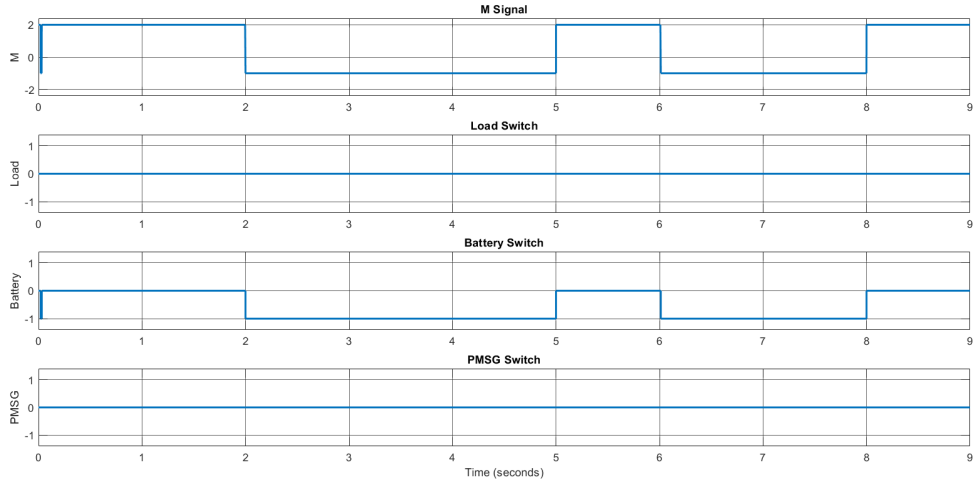 M Signal
2
0
-2
M
0 1 2 3 4 5 6 7 8 9
Load Switch
1
0
-1
Load
0 1 2 3 4 5 6 7 8 9
Battery Switch
1
0
-1
Battery
0 1 2 3 4 5 6 7 8 9
PMSG Switch
1
0
-1
PMSG
0 1 2 3 4 5 6 7 8 9
Time (seconds)